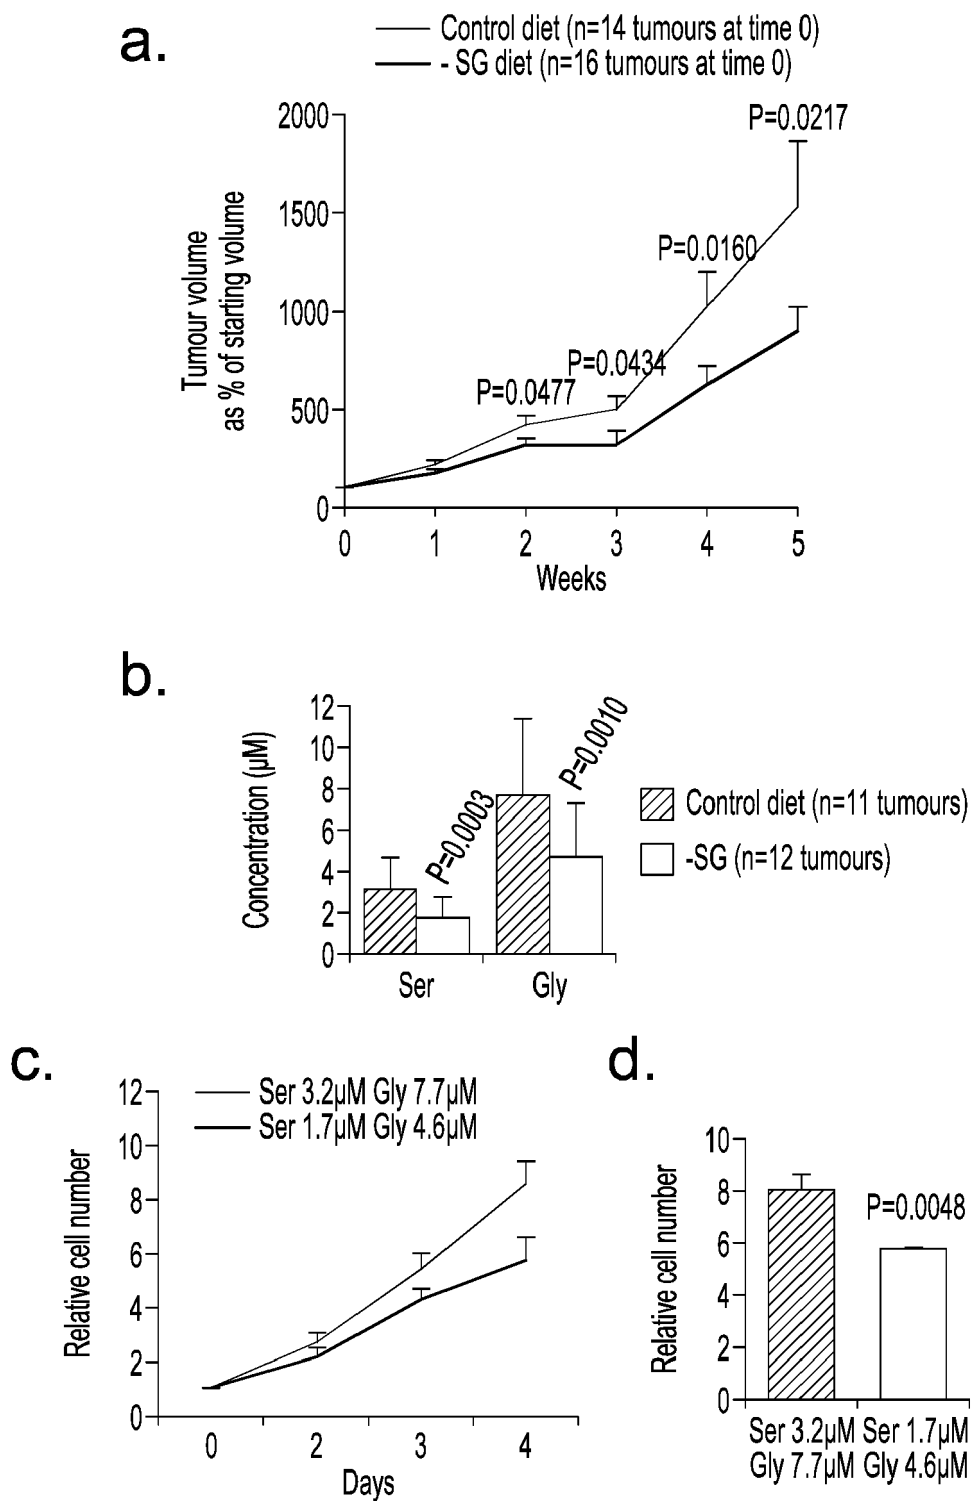 a.
Control diet (n=14 tumours at time 0)
- SG diet (n=16 tumours at time 0)
2000
1500
1000
500
0
Tumour volume
as % of starting volume
P=0.0477
P=0.0434
P=0.0160
P=0.0217
0 1 2 3 4 5
Weeks
b.
12
10
8
6
4
2
0
Concentration (µM)
P=0.0003
P=0.0010
Ser Gly
Control diet (n=11 tumours)
-SG (n=12 tumours)
c.
12
10
8
6
4
2
0
Relative cell number
Ser 3.2µM Gly 7.7µM
Ser 1.7µM Gly 4.6µM
0 2 3 4
Days
d.
10
8
6
4
2
0
Relative cell number
P=0.0048
Ser 3.2µM Ser 1.7µM
Gly 7.7µM Gly 4.6µM